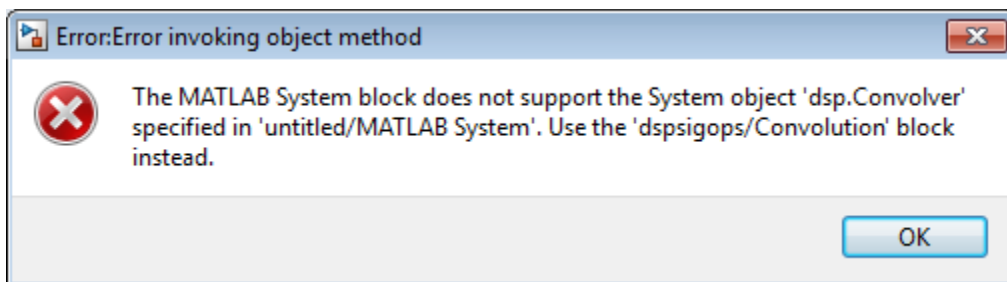 Error:Error invoking object method
The MATLAB System block does not support the System object 'dsp.Convolver'
specified in 'untitled/MATLAB System'. Use the 'dspsigops/Convolution' block
instead.
OK